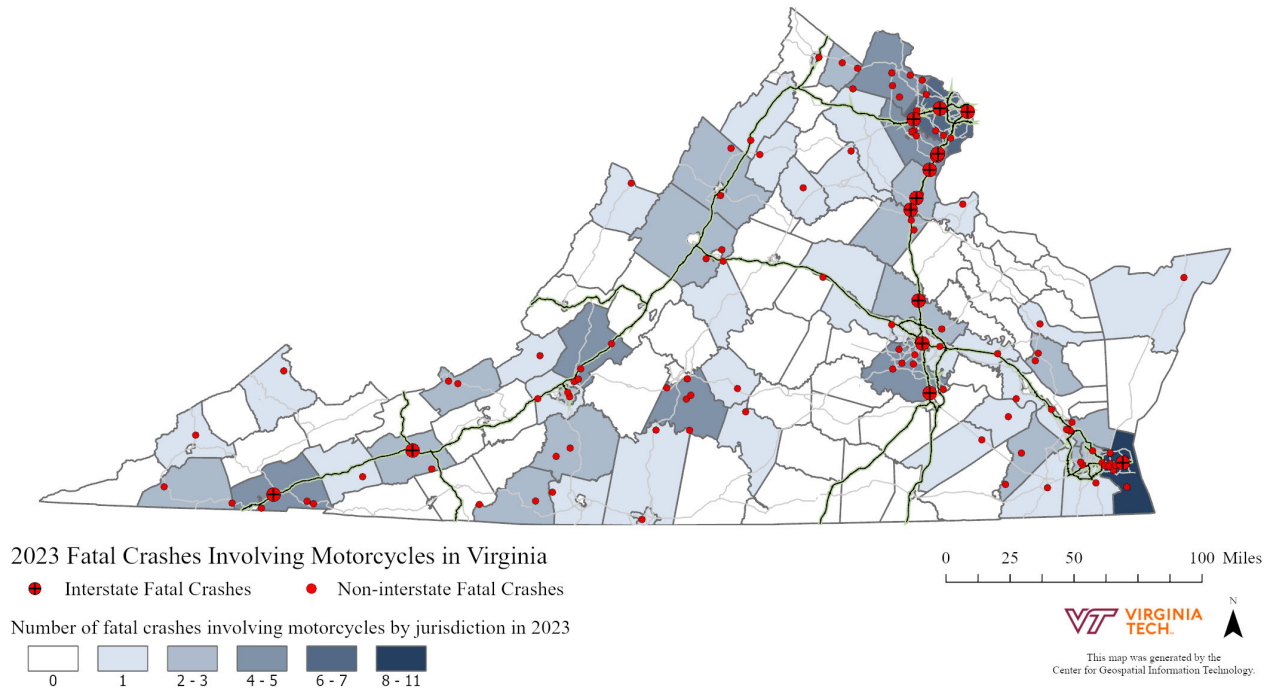 2023 Fatal Crashes Involving Motorcycles in Virginia
Interstate Fatal Crashes
Non-interstate Fatal Crashes
Number of fatal crashes involving motorcycles by jurisdiction in 2023
0 1 2 - 3 4 - 5 6 - 7 8 - 11
0 25 50 100 Miles
VT VIRGINIA
TECH™
N
This map was generated by the
Center for Geospatial Information Technology.